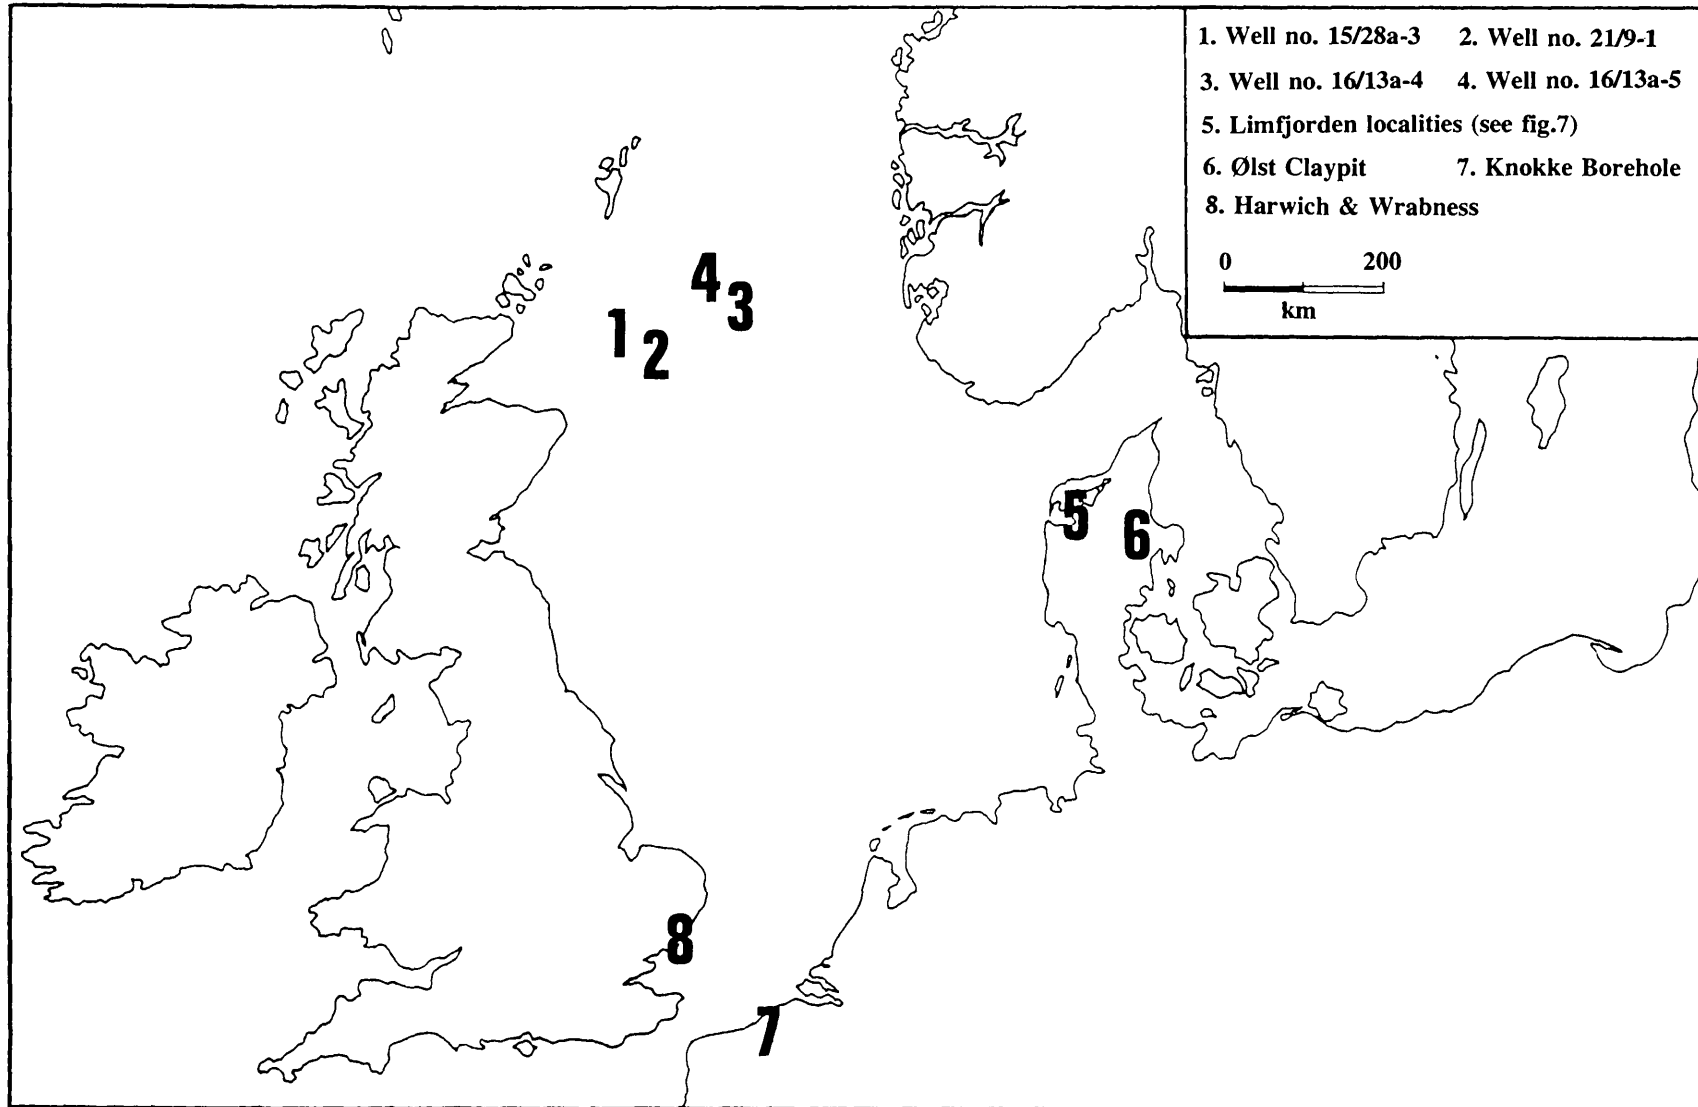 1. Well no. 15/28a-3 2. Well no. 21/9-1
3. Well no. 16/13a-4 4. Well no. 16/13a-5
5. Limfjorden localities (see fig.7)
6. Ølst Claypit 7. Knokke Borehole
8. Harwich & Wrabness
0 200
km
4
3
1
2
5
6
8
7